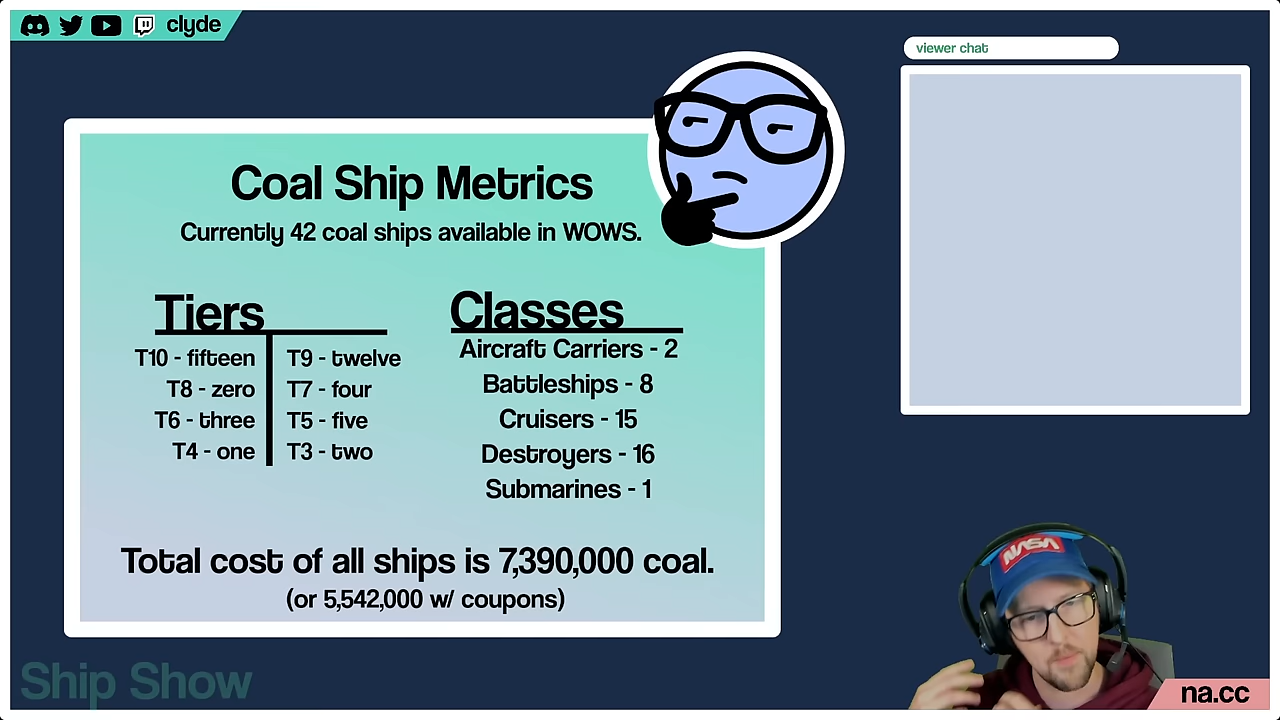 clyde
viewer chat
Coal Ship Metrics
Currently 42 coal ships available in WOWS.
Tiers
T10 - fifteen
T9 - twelve
T8 - zero
T7 - four
T6 - three
T5 - five
T4 - one
T3 - two
Classes
Aircraft Carriers - 2
Battleships - 8
Cruisers - 15
Destroyers - 16
Submarines - 1
Total cost of all ships is 7,390,000 coal.
(or 5,542,000 w/ coupons)
NASA
Ship Show
na.cc